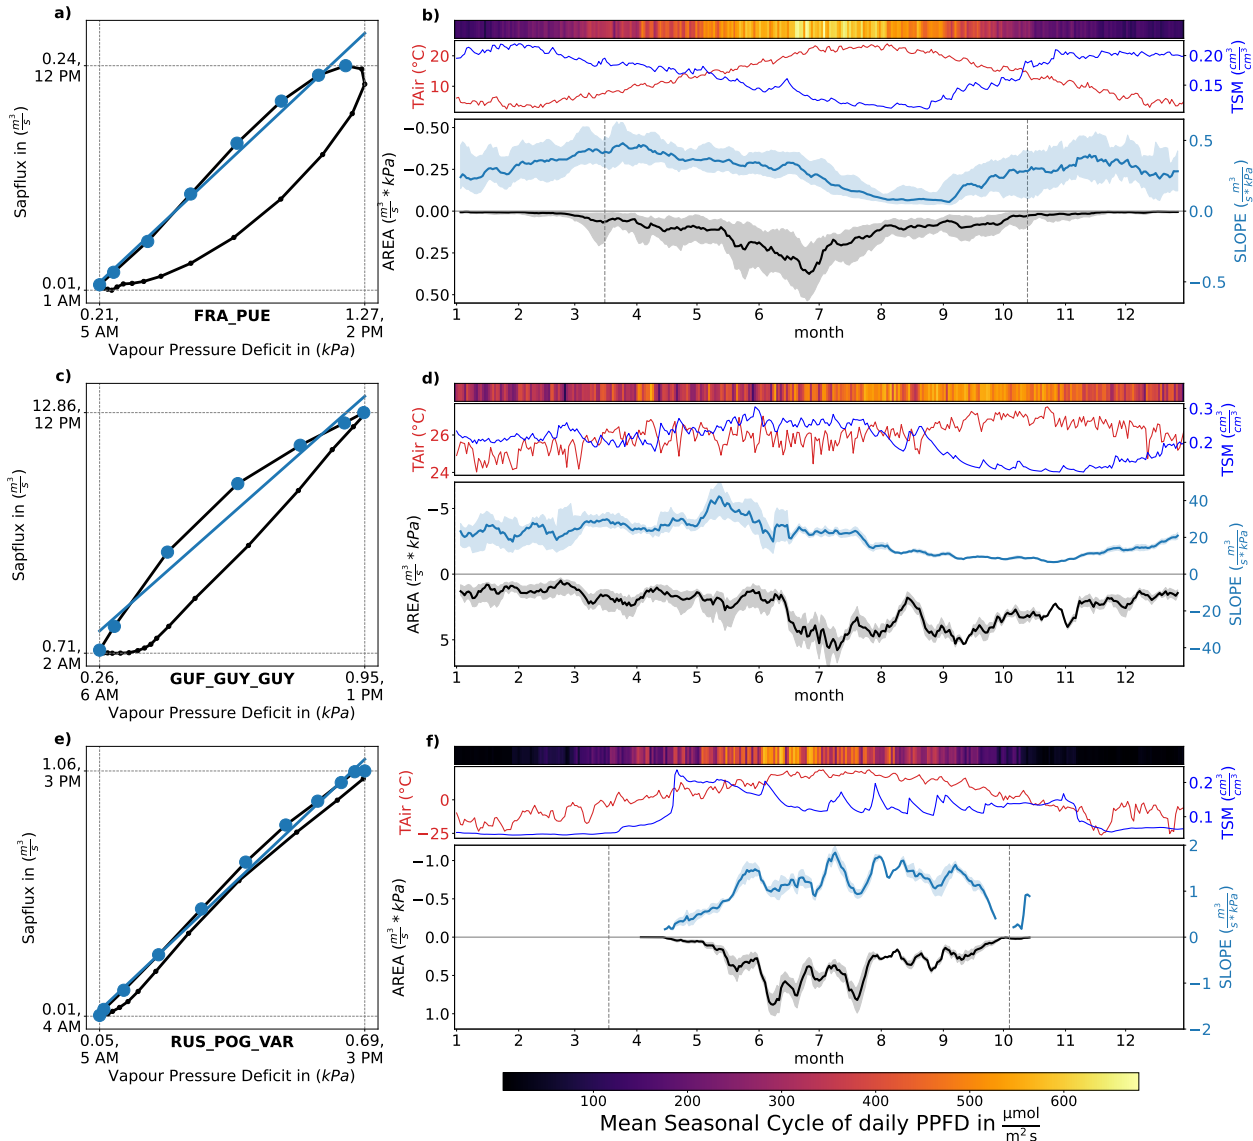 a)
0.24,
12 PM
Sapflux in (m³/s)
0.01,
1 AM
0.21,
5 AM
FRA_PUE
1.27,
2 PM
Vapour Pressure Deficit in (kPa)
b)
TAir (°C)
20
10
0.20
0.15
TSM (cm³/cm³)
AREA (m³/s * kPa)
−0.50
−0.25
0.00
0.25
0.50
0.5
0.0
−0.5
SLOPE (m³/s*kPa)
1 2 3 4 5 6 7 8 9 10 11 12
month
c)
12.86,
12 PM
Sapflux in (m³/s)
0.71,
2 AM
0.26,
6 AM
GUF_GUY_GUY
0.95,
1 PM
Vapour Pressure Deficit in (kPa)
d)
TAir (°C)
26
24
0.3
0.2
TSM (cm³/cm³)
AREA (m³/s * kPa)
−5
0
5
40
20
0
−20
−40
SLOPE (m³/s*kPa)
1 2 3 4 5 6 7 8 9 10 11 12
month
e)
1.06,
3 PM
Sapflux in (m³/s)
0.01,
4 AM
0.05,
5 AM
RUS_POG_VAR
0.69,
3 PM
Vapour Pressure Deficit in (kPa)
f)
TAir (°C)
0
−25
0.2
0.1
TSM (cm³/cm³)
AREA (m³/s * kPa)
−1.0
−0.5
0.0
0.5
1.0
2
1
0
−1
−2
SLOPE (m³/s*kPa)
1 2 3 4 5 6 7 8 9 10 11 12
month
100 200 300 400 500 600
Mean Seasonal Cycle of daily PPFD in μmol/m² s